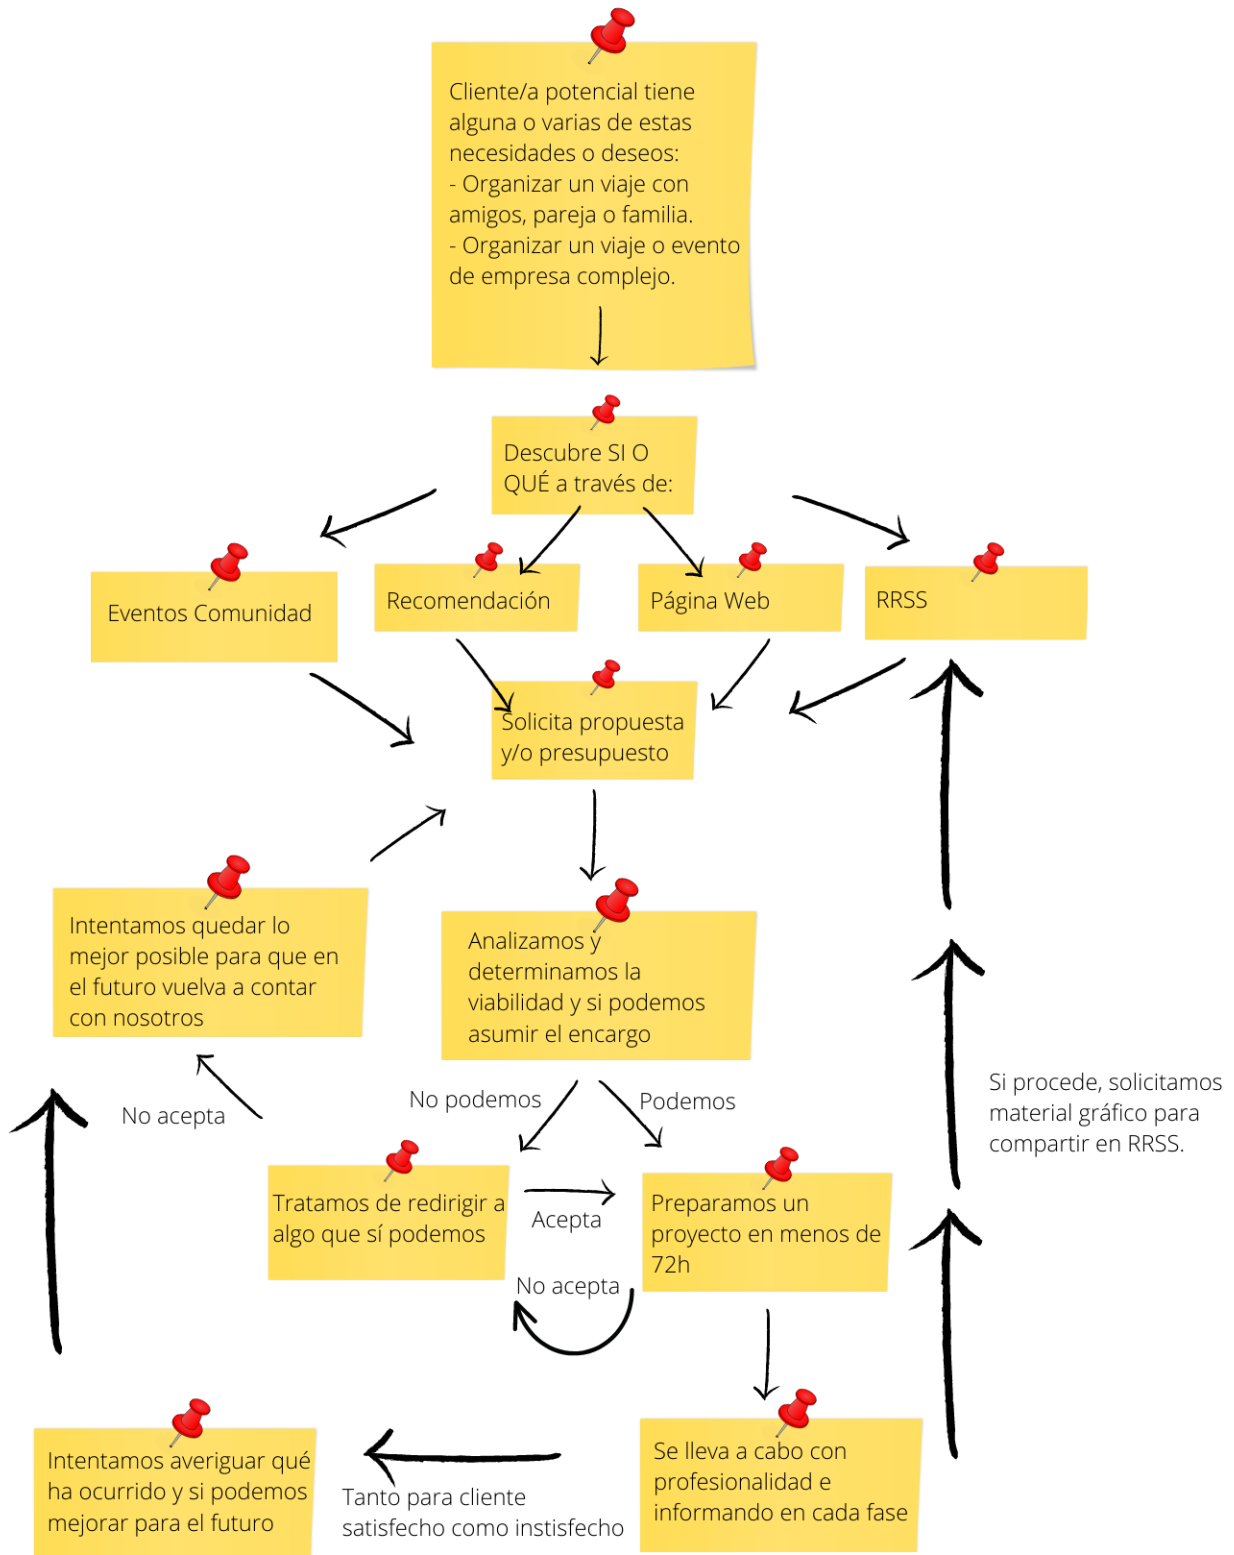 Cliente/a potencial tiene
alguna o varias de estas
necesidades o deseos:
- Organizar un viaje con
amigos, pareja o familia.
- Organizar un viaje o evento
de empresa complejo.
Descubre SI O
QUÉ a través de:
Eventos Comunidad
Recomendación
Página Web
RRSS
Solicita propuesta
y/o presupuesto
Intentamos quedar lo
mejor posible para que en
el futuro vuelva a contar
con nosotros
Analizamos y
determinamos la
viabilidad y si podemos
asumir el encargo
No acepta
No podemos
Podemos
Si procede, solicitamos
material gráfico para
compartir en RRSS.
Tratamos de redirigir a
algo que sí podemos
Acepta
Preparamos un
proyecto en menos de
72h
No acepta
Intentamos averiguar qué
ha ocurrido y si podemos
mejorar para el futuro
Tanto para cliente
satisfecho como instisfecho
Se lleva a cabo con
profesionalidad e
informando en cada fase